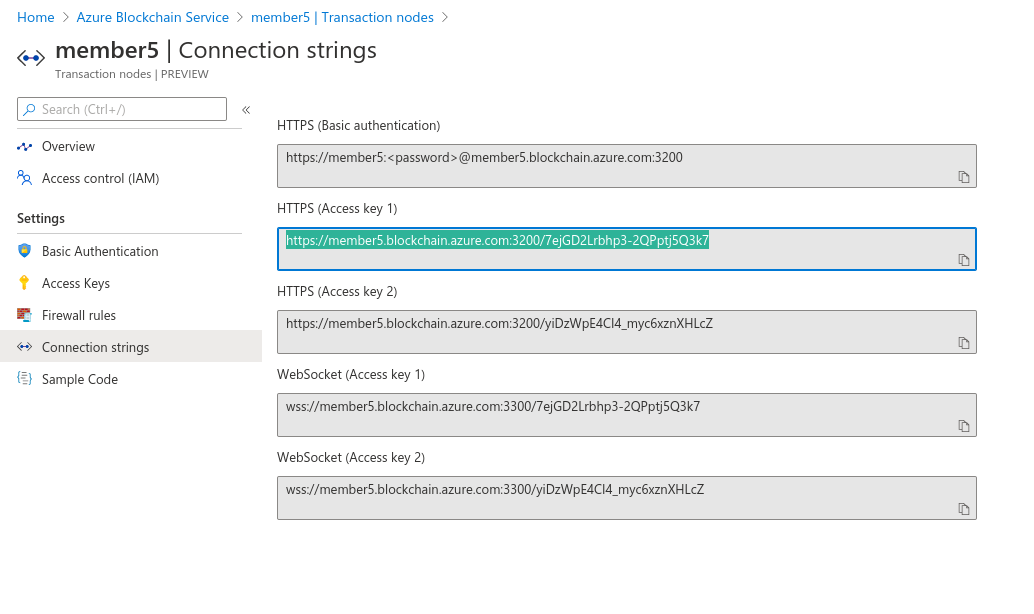 Home > Azure Blockchain Service > member5 | Transaction nodes >
member5 | Connection strings
Transaction nodes | PREVIEW
Search (Ctrl+/)
«
Overview
Access control (IAM)
Settings
Basic Authentication
Access Keys
Firewall rules
Connection strings
Sample Code
HTTPS (Basic authentication)
https://member5:<password>@member5.blockchain.azure.com:3200
HTTPS (Access key 1)
https://member5.blockchain.azure.com:3200/7ejGD2Lrbhp3-2QPptj5Q3k7
HTTPS (Access key 2)
https://member5.blockchain.azure.com:3200/yiDzWpE4CI4_myc6xznXHLcZ
WebSocket (Access key 1)
wss://member5.blockchain.azure.com:3300/7ejGD2Lrbhp3-2QPptj5Q3k7
WebSocket (Access key 2)
wss://member5.blockchain.azure.com:3300/yiDzWpE4CI4_myc6xznXHLcZ